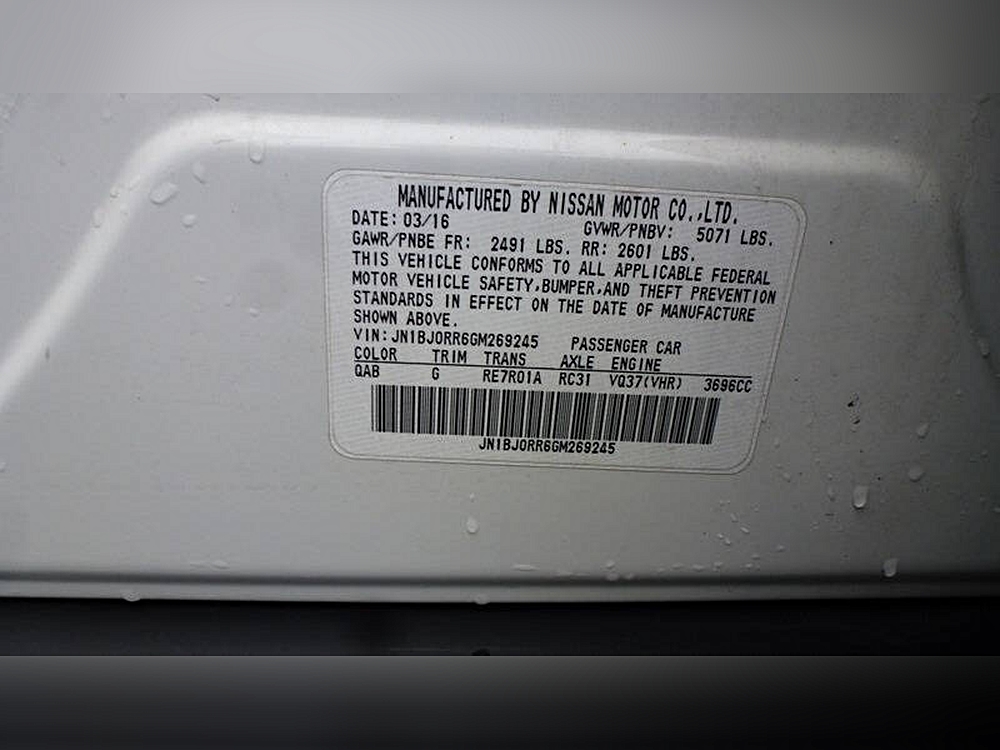 MANUFACTURED BY NISSAN MOTOR CO.,LTD.
DATE: 03/16 GVWR/PNBV: 5071 LBS.
GAWR/PNBE FR: 2491 LBS. RR: 2601 LBS.
THIS VEHICLE CONFORMS TO ALL APPLICABLE FEDERAL
MOTOR VEHICLE SAFETY,BUMPER,AND THEFT PREVENTION
STANDARDS IN EFFECT ON THE DATE OF MANUFACTURE
SHOWN ABOVE.
VIN: JN1BJ0RR6GM269245 PASSENGER CAR
COLOR TRIM TRANS AXLE ENGINE
QAB G RE7R01A RC31 VQ37(VHR) 3696CC
JN1BJ0RR6GM269245